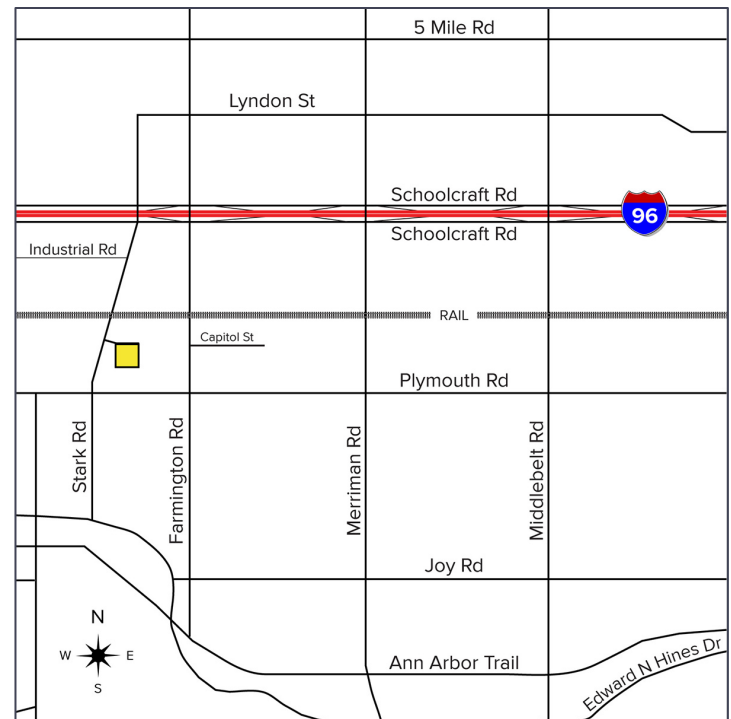 5 Mile Rd
Lyndon St
Schoolcraft Rd
96
Schoolcraft Rd
Industrial Rd
RAIL
Capitol St
Plymouth Rd
Stark Rd
Farmington Rd
Merriman Rd
Middlebelt Rd
Joy Rd
N
W E
S
Ann Arbor Trail
Edward N Hines Dr